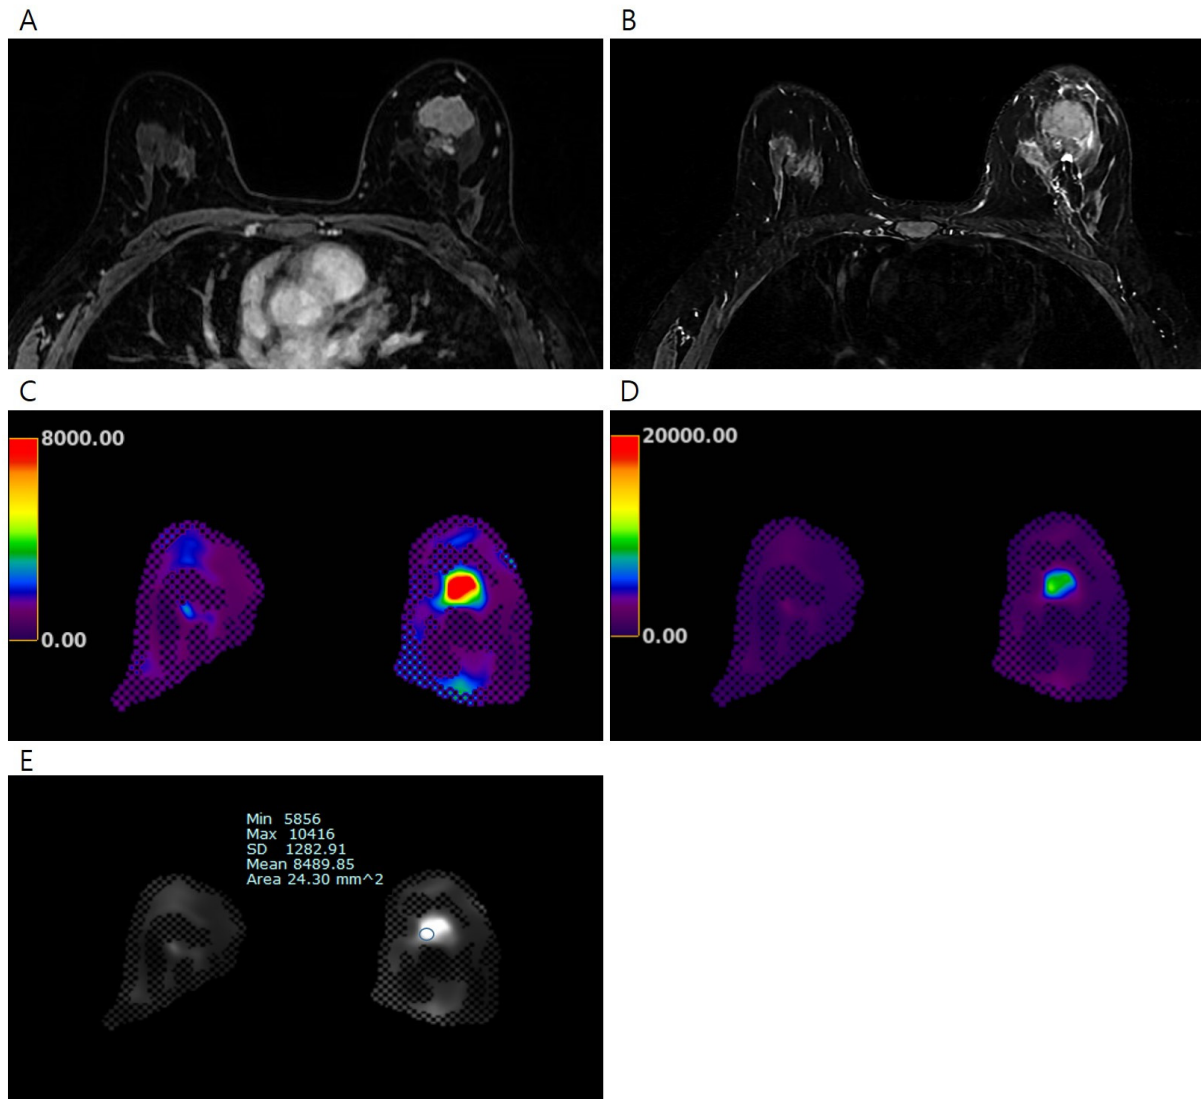 A
B
C
8000.00
0.00
D
20000.00
0.00
E
Min 5856
Max 10416
SD 1282.91
Mean 8489.85
Area 24.30 mm^2